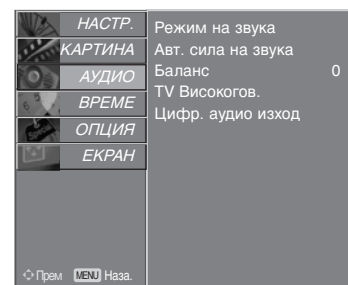 НАСТР.
КАРТИНА
АУДИО
ВРЕМЕ
ОПЦИЯ
ЕКРАН
Режим на звука
Авт. сила на звука
Баланс 0
TV Високогов.
Цифр. аудио изход
Прем MENU Наза.